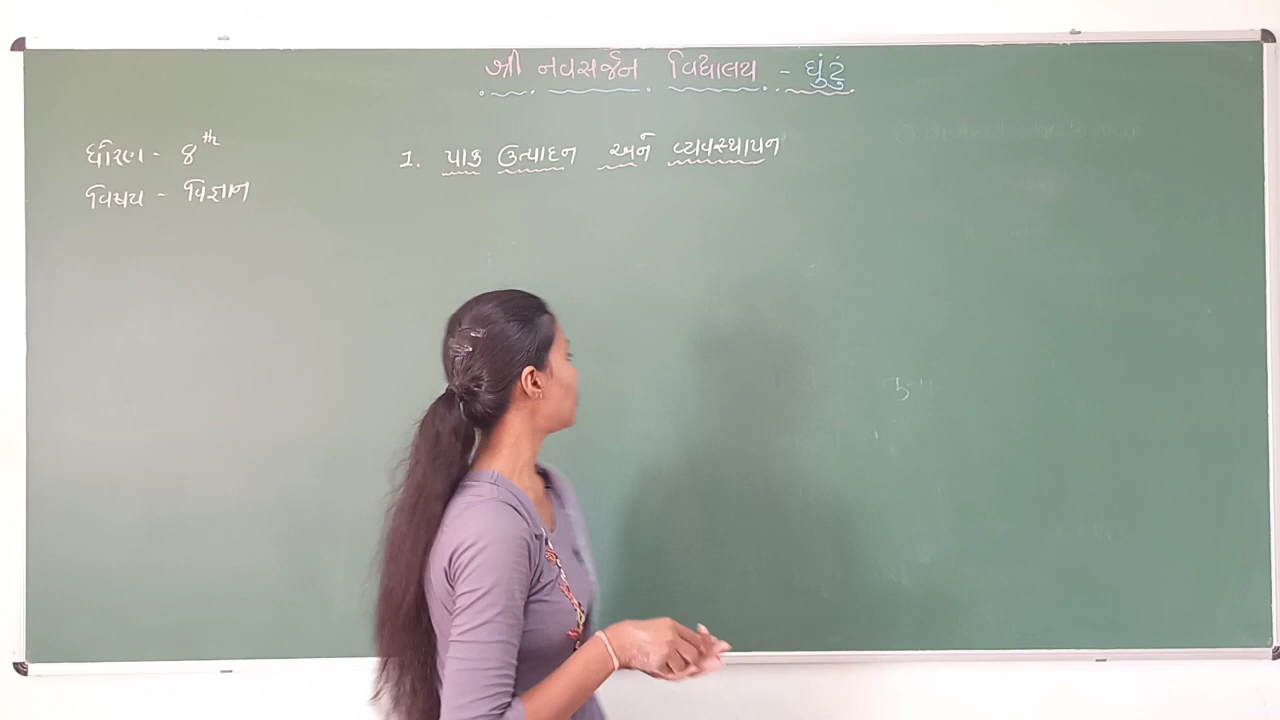 શ્રી નવસર્જન વિદ્યાલય - ઘુંટું
ધોરણ - 8th
વિષય - વિજ્ઞાન
1. પાક ઉત્પાદન અને વ્યવસ્થાપન